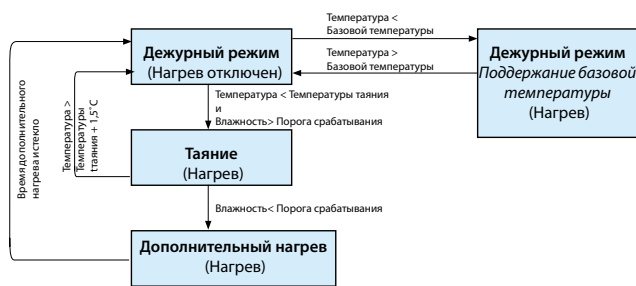 Температура <
Базовой температуры
Дежурный режим
(Нагрев отключен)
Температура >
Базовой температуры
Дежурный режим
Поддержание базовой
температуры
(Нагрев)
Температура < Температуры таяния
и
Влажность> Порога срабатывания
Время дополнительного
нагрева истекло
Температура >
Температуры
tтаяния + 1,5°C
Таяние
(Нагрев)
Влажность< Порога срабатывания
Дополнительный нагрев
(Нагрев)